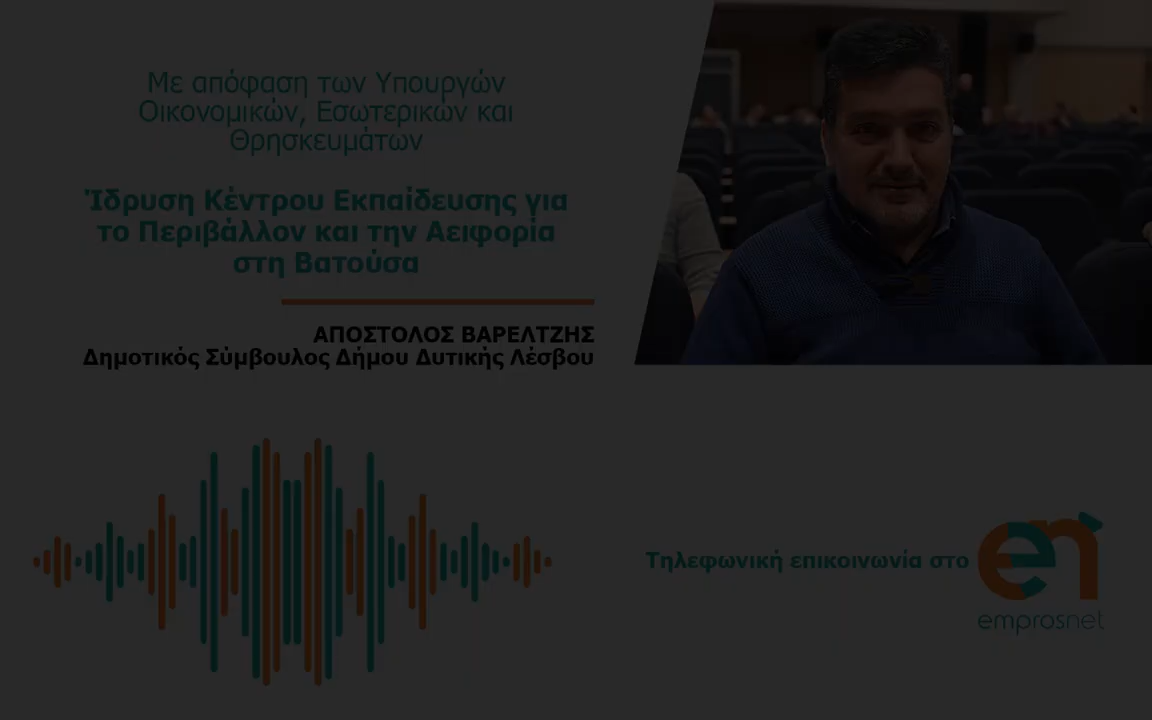 Με απόφαση των Υπουργών
Οικονομικών, Εσωτερικών και
Θρησκευμάτων
Ίδρυση Κέντρου Εκπαίδευσης για
το Περιβάλλον και την Αειφορία
στη Βατούσα
ΑΠΟΣΤΟΛΟΣ ΒΑΡΕΛΤΖΗΣ
Δημοτικός Σύμβουλος Δήμου Δυτικής Λέσβου
Τηλεφωνική επικοινωνία στο
en
emprosnet